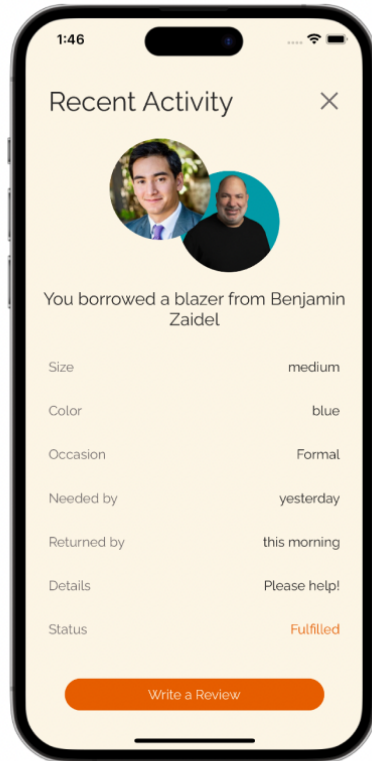 1:46
Recent Activity
You borrowed a blazer from Benjamin
Zaidel
Size medium
Color blue
Occasion Formal
Needed by yesterday
Returned by this morning
Details Please help!
Status Fulfilled
Write a Review